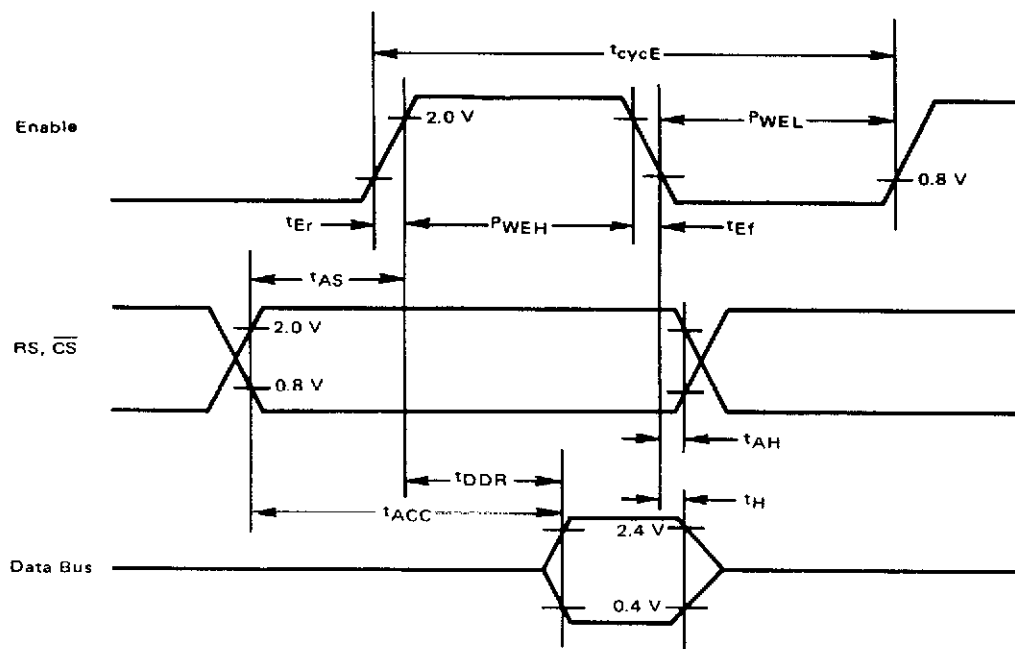 tcycE
Enable
2.0 V
PWEL
0.8 V
tEr
PWEH
tEf
tAS
2.0 V
RS, C̅S̅
0.8 V
tAH
tDDR
tH
tACC
2.4 V
Data Bus
0.4 V